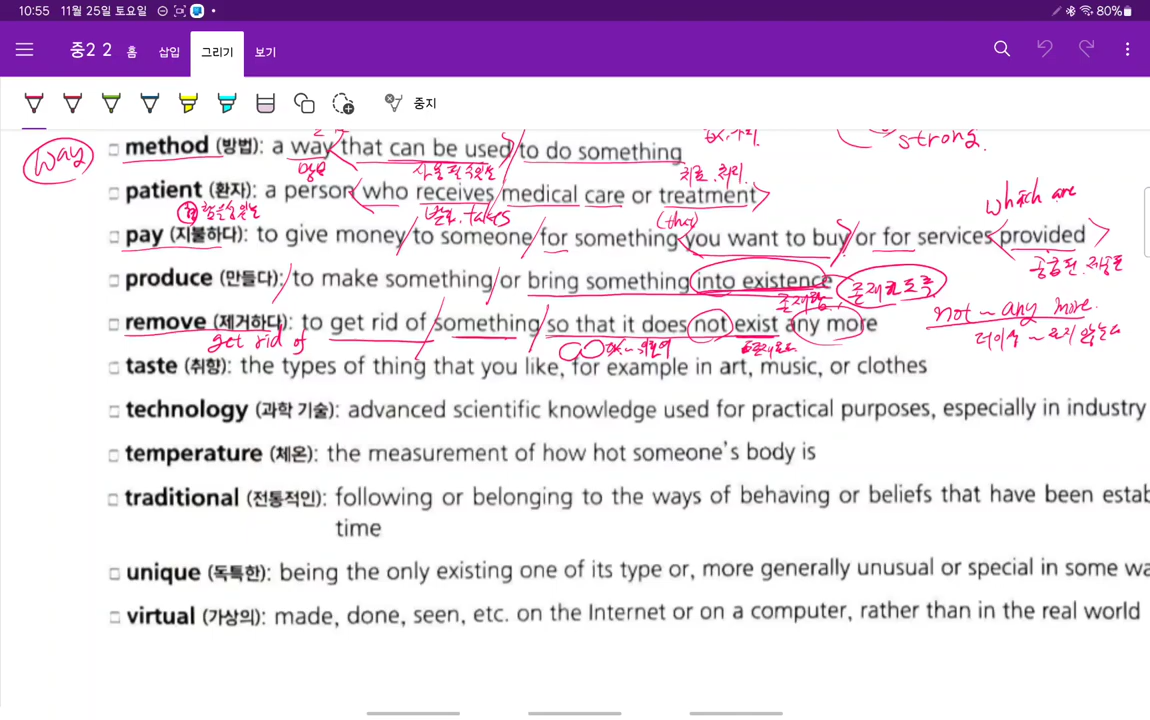 10:55 11월 25일 토요일 80%
중2 2 홈 삽입 그리기 보기
중지
strong.
way
method (방법): a way that can be used to do something
방법 사용될 수 있는 치료.처리.
patient (환자): a person who receives medical care or treatment
힘을 받다.takes (that) which are
pay (지불하다): to give money to someone for something you want to buy or for services provided
공급된 제공된
produce (만들다): to make something or bring something into existence
존재하도록
not ~ any more.
remove (제거하다): to get rid of something so that it does not exist any more
get rid of 더이상 ~ 하지 않는다
taste (취향): the types of thing that you like, for example in art, music, or clothes
technology (과학 기술): advanced scientific knowledge used for practical purposes, especially in industry
temperature (체온): the measurement of how hot someone's body is
traditional (전통적인): following or belonging to the ways of behaving or beliefs that have been estab
time
unique (독특한): being the only existing one of its type or, more generally unusual or special in some wa
virtual (가상의): made, done, seen, etc. on the Internet or on a computer, rather than in the real world